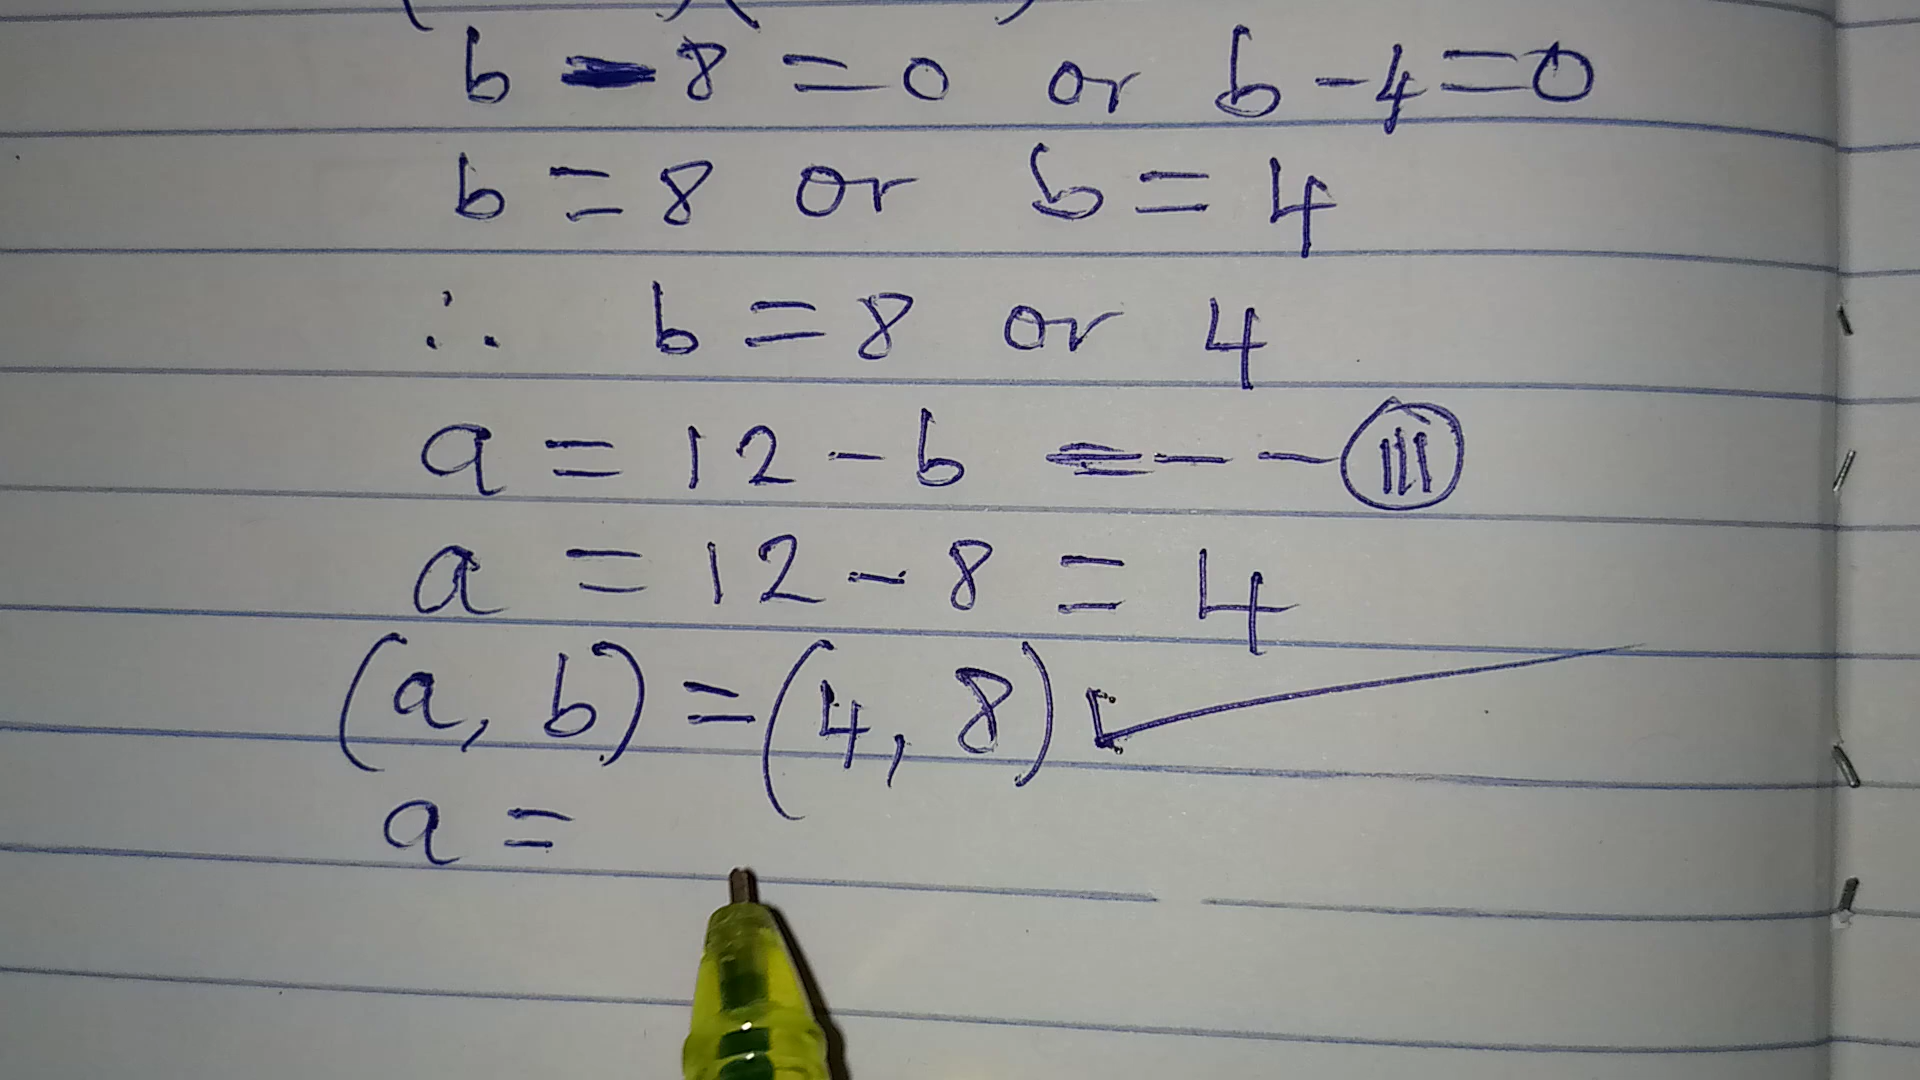 b - 8 = 0 or b - 4 = 0
b = 8 or b = 4
∴ b = 8 or 4
a = 12 - b --- (III)
a = 12 - 8 = 4
(a, b) = (4, 8) ✓
a =